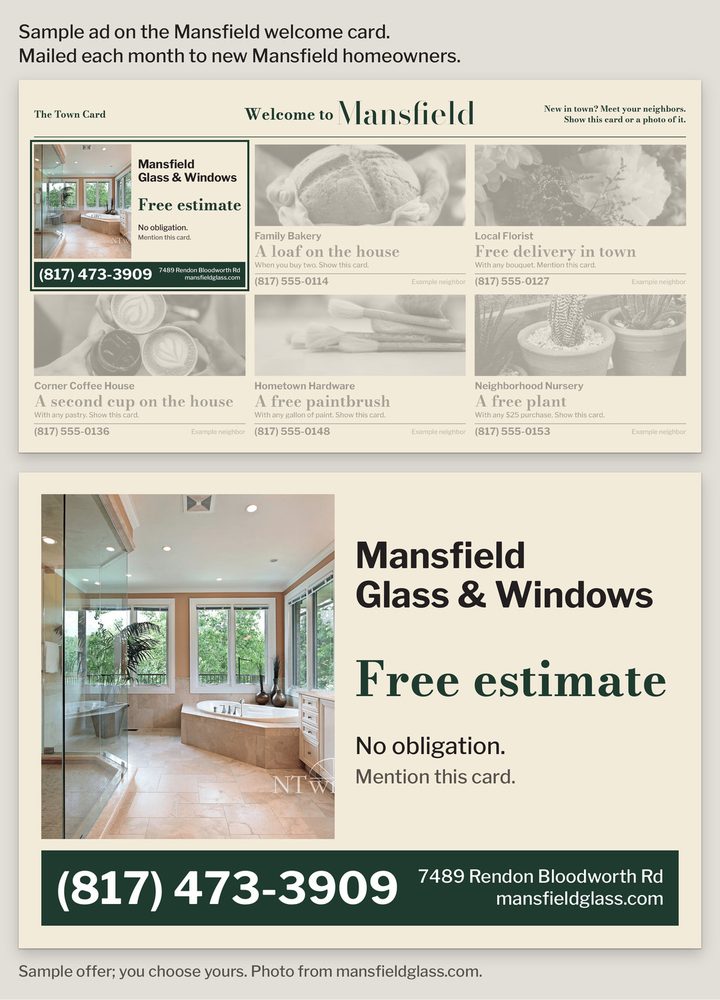 Sample ad on the Mansfield welcome card.
Mailed each month to new Mansfield homeowners.
The Town Card
Welcome to Mansfield
New in town? Meet your neighbors.
Show this card or a photo of it.
Mansfield
Glass & Windows
Free estimate
No obligation.
Mention this card.
(817) 473-3909
7489 Rendon Bloodworth Rd
mansfieldglass.com
Family Bakery
A loaf on the house
When you buy two. Show this card.
(817) 555-0114
Example neighbor
Local Florist
Free delivery in town
With any bouquet. Mention this card.
(817) 555-0127
Example neighbor
Corner Coffee House
A second cup on the house
With any pastry. Show this card.
(817) 555-0136
Example neighbor
Hometown Hardware
A free paintbrush
With any gallon of paint. Show this card.
(817) 555-0148
Example neighbor
Neighborhood Nursery
A free plant
With any $25 purchase. Show this card.
(817) 555-0153
Example neighbor
Mansfield
Glass & Windows
Free estimate
No obligation.
Mention this card.
(817) 473-3909
7489 Rendon Bloodworth Rd
mansfieldglass.com
Sample offer; you choose yours. Photo from mansfieldglass.com.